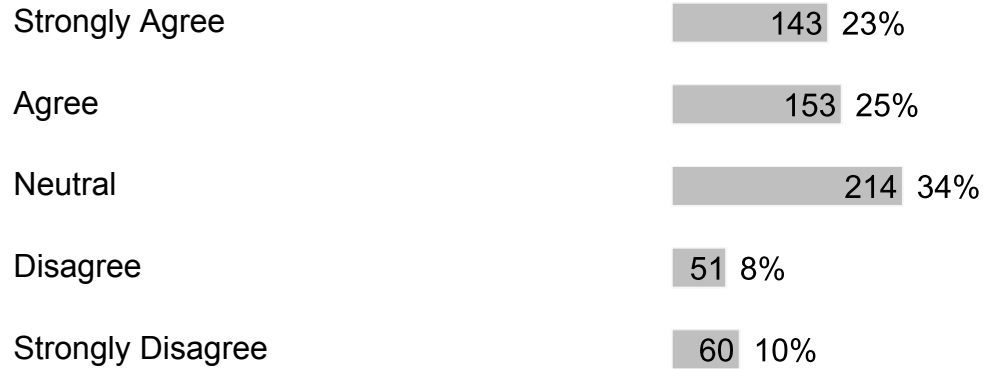 Strongly Agree 143 23%
Agree 153 25%
Neutral 214 34%
Disagree 51 8%
Strongly Disagree 60 10%